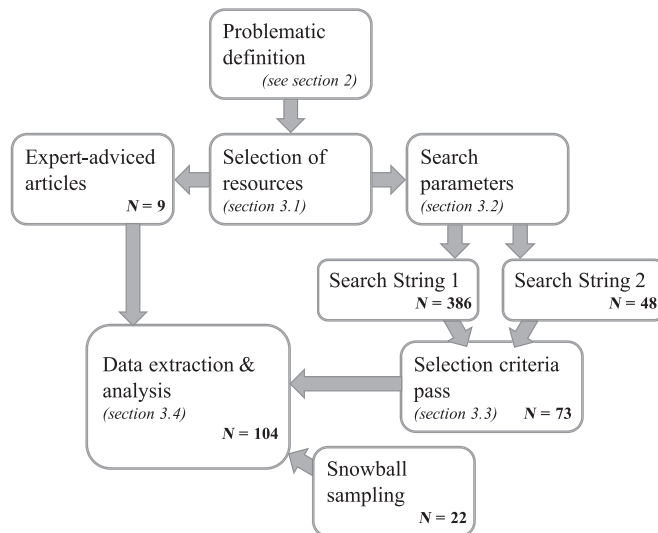 Problematic
definition
(see section 2)
Expert-adviced
articles
N = 9
Selection of
resources
(section 3.1)
Search
parameters
(section 3.2)
Search String 1
N = 386
Search String 2
N = 48
Data extraction &
analysis
(section 3.4)
N = 104
Selection criteria
pass
(section 3.3) N = 73
Snowball
sampling
N = 22